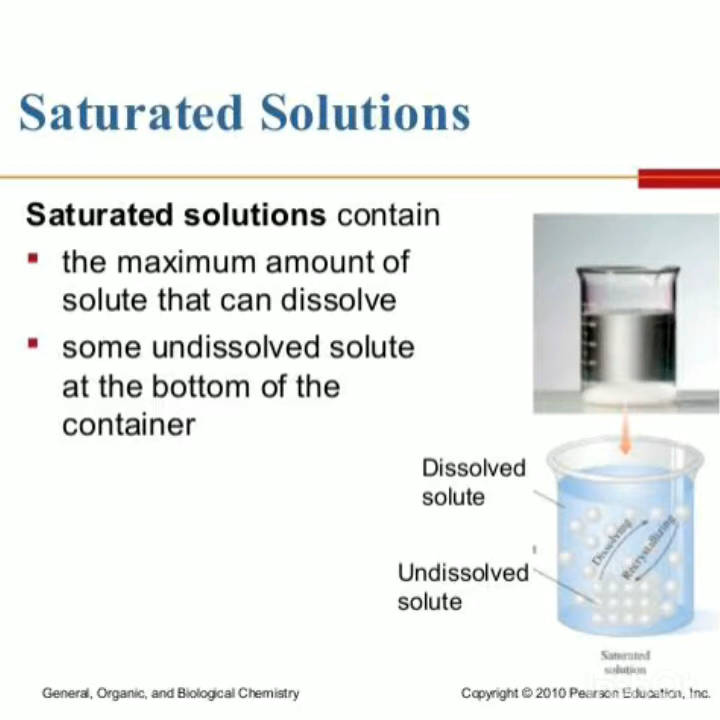 Saturated Solutions
Saturated solutions contain
the maximum amount of
solute that can dissolve
some undissolved solute
at the bottom of the
container
Dissolved
solute
Dissolving
Recrystallizing
Undissolved
solute
Saturated
solution
General, Organic, and Biological Chemistry
Copyright © 2010 Pearson Education, Inc.